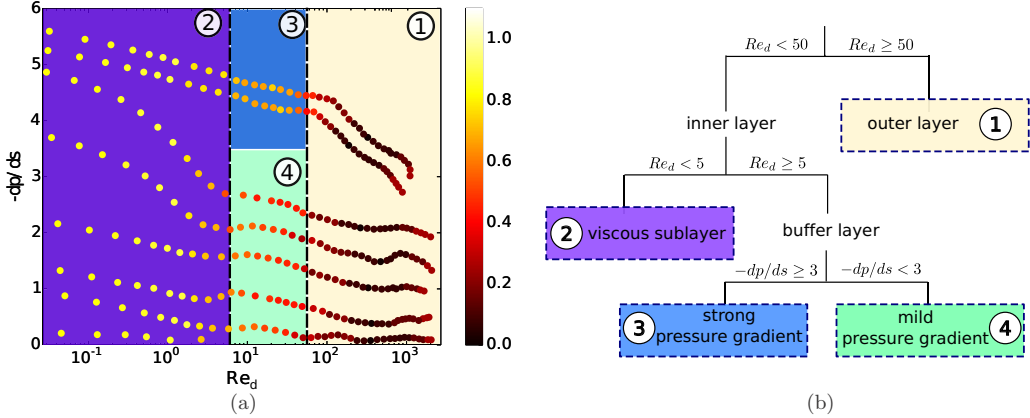 -dp/ds
6
5
4
3
2
1
0
2
3
1
4
10^{-1} 10^{0} 10^{1} 10^{2} 10^{3}
Re_d
1.0
0.8
0.6
0.4
0.2
0.0
(a)
Re_d < 50 Re_d ≥ 50
inner layer
outer layer 1
Re_d < 5 Re_d ≥ 5
2 viscous sublayer
buffer layer
-dp/ds ≥ 3 -dp/ds < 3
3 strong
pressure gradient
mild
pressure gradient 4
(b)